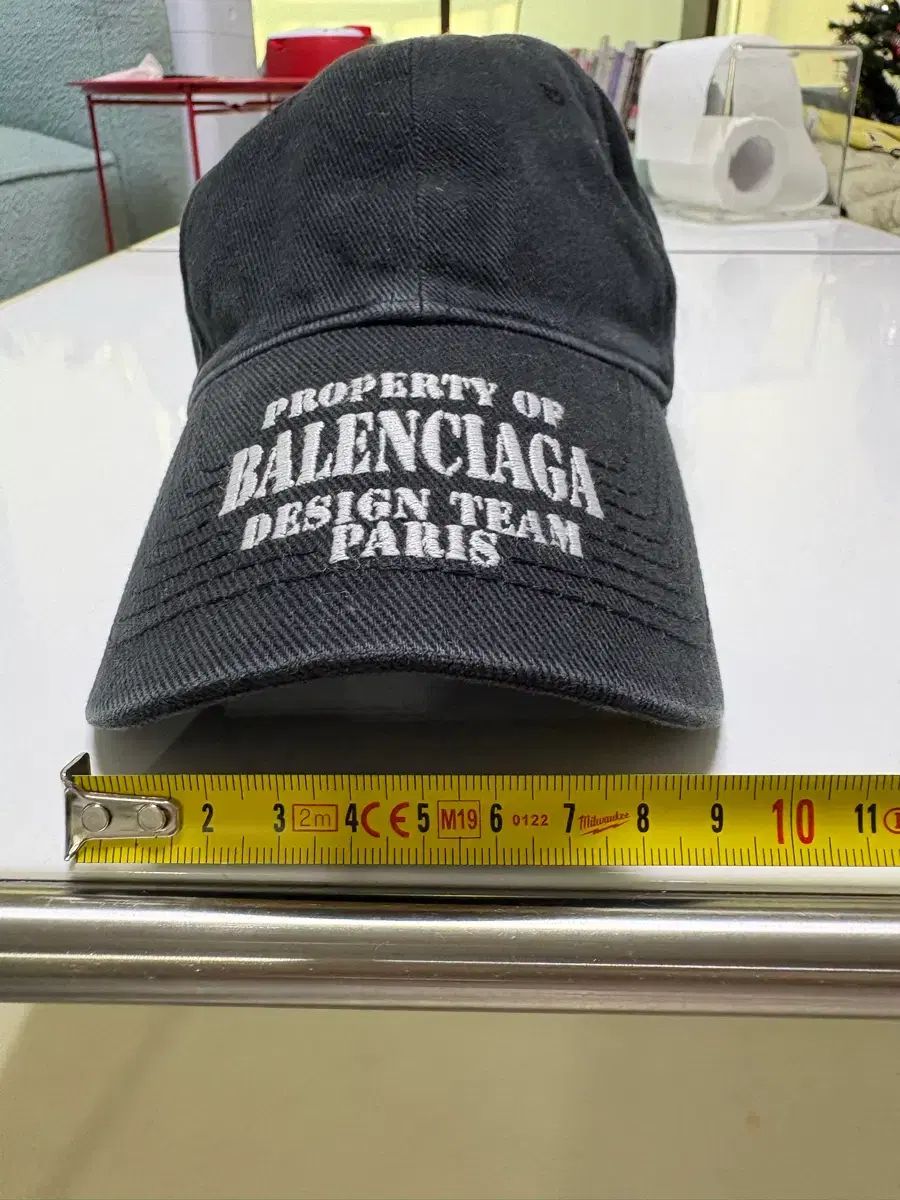 PROPERTY OF
BALENCIAGA
DESIGN TEAM
PARIS
2 3 2m 4 CE 5 M19 6 0122 7 Milwaukee 8 9 10 11